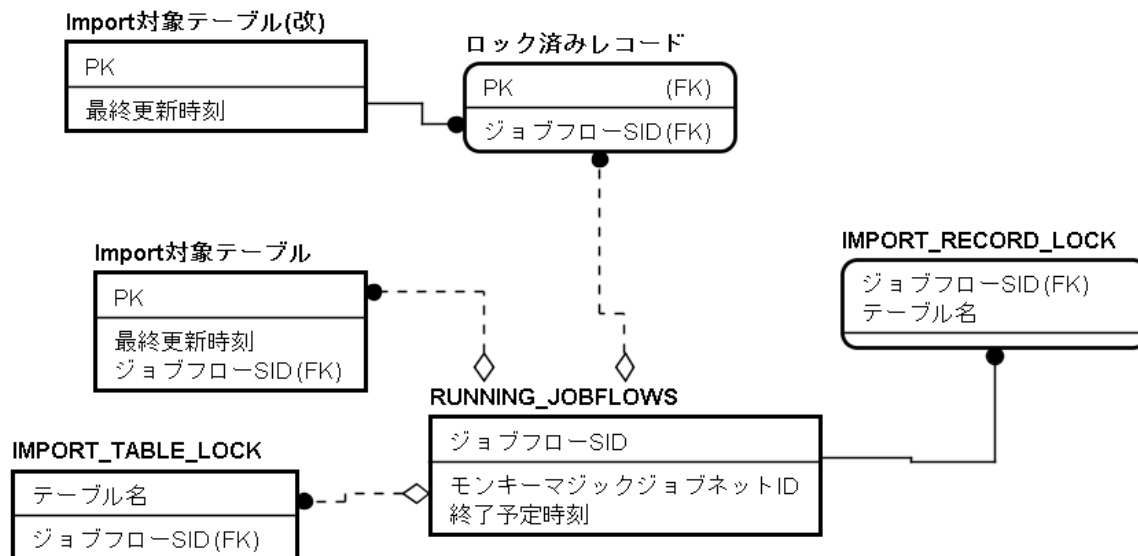 Import対象テーブル(改)
PK
最終更新時刻
ロック済みレコード
PK (FK)
ジョブフローSID(FK)
Import対象テーブル
PK
最終更新時刻
ジョブフローSID(FK)
IMPORT_RECORD_LOCK
ジョブフローSID(FK)
テーブル名
RUNNING_JOBFLOWS
ジョブフローSID
モンキーマジックジョブネットID
終了予定時刻
IMPORT_TABLE_LOCK
テーブル名
ジョブフローSID(FK)